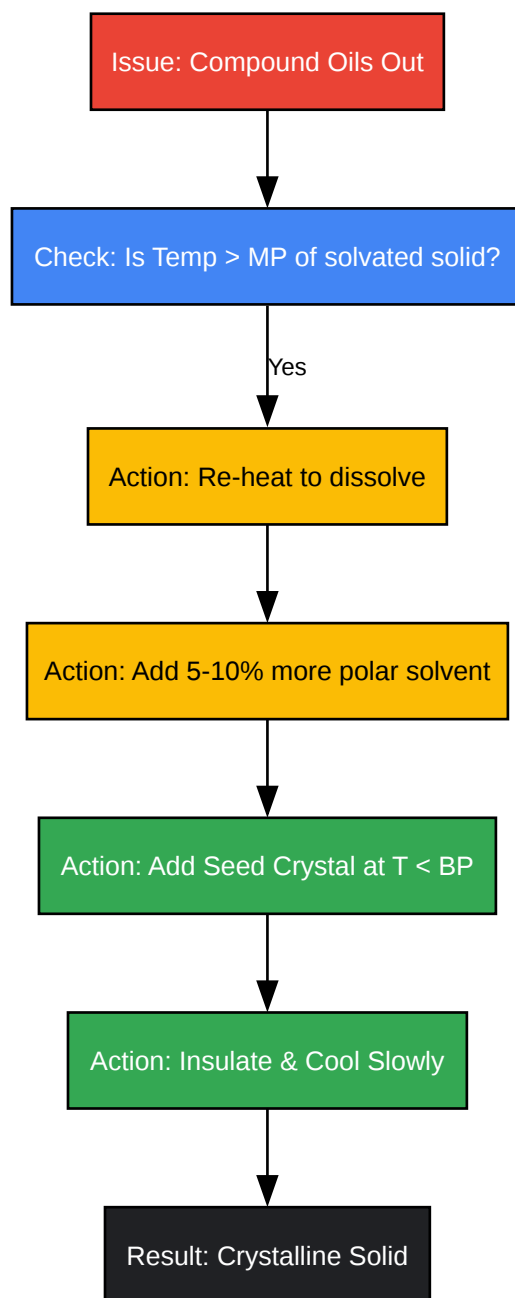 Issue: Compound Oils Out
Check: Is Temp > MP of solvated solid?
Yes
Action: Re-heat to dissolve
Action: Add 5-10% more polar solvent
Action: Add Seed Crystal at T < BP
Action: Insulate & Cool Slowly
Result: Crystalline Solid